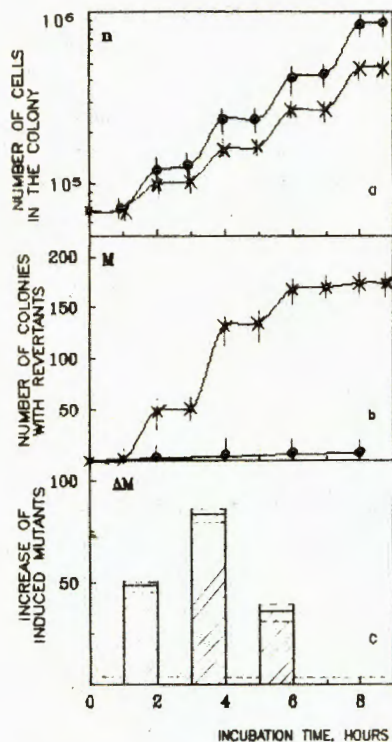 10⁶
n
NUMBER OF CELLS
IN THE COLONY
10⁵
a
200
M
150
NUMBER OF COLONIES
WITH REVERTANTS
100
50
b
100
ΔM
INCREASE OF
INDUCED MUTANTS
50
C
0 2 4 6 8
INCUBATION TIME, HOURS